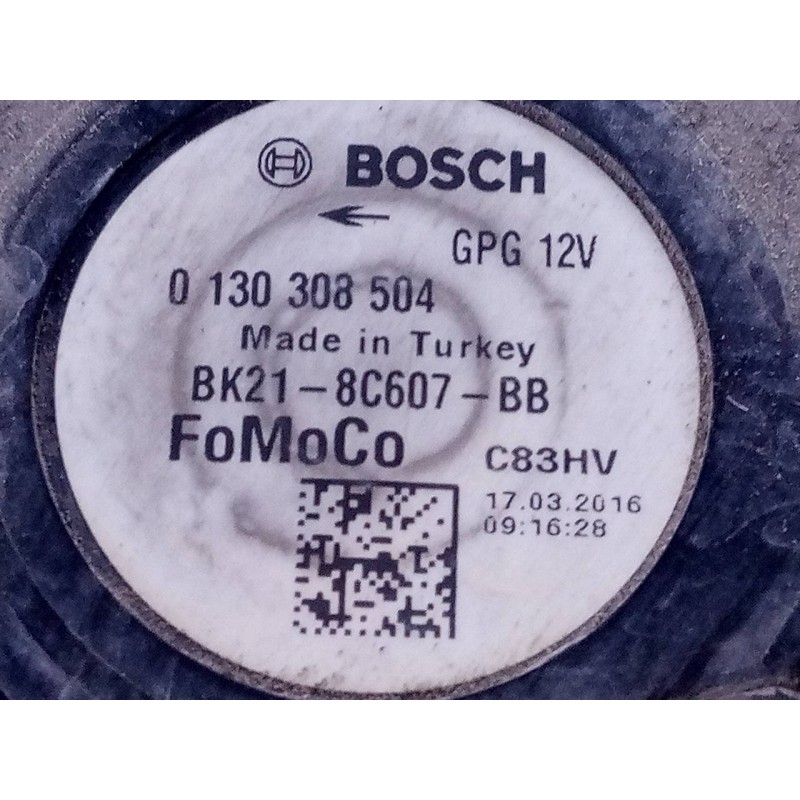 BOSCH
GPG 12V
0 130 308 504
Made in Turkey
BK21-8C607-BB
FoMoCo C83HV
17.03.2016
09:16:28